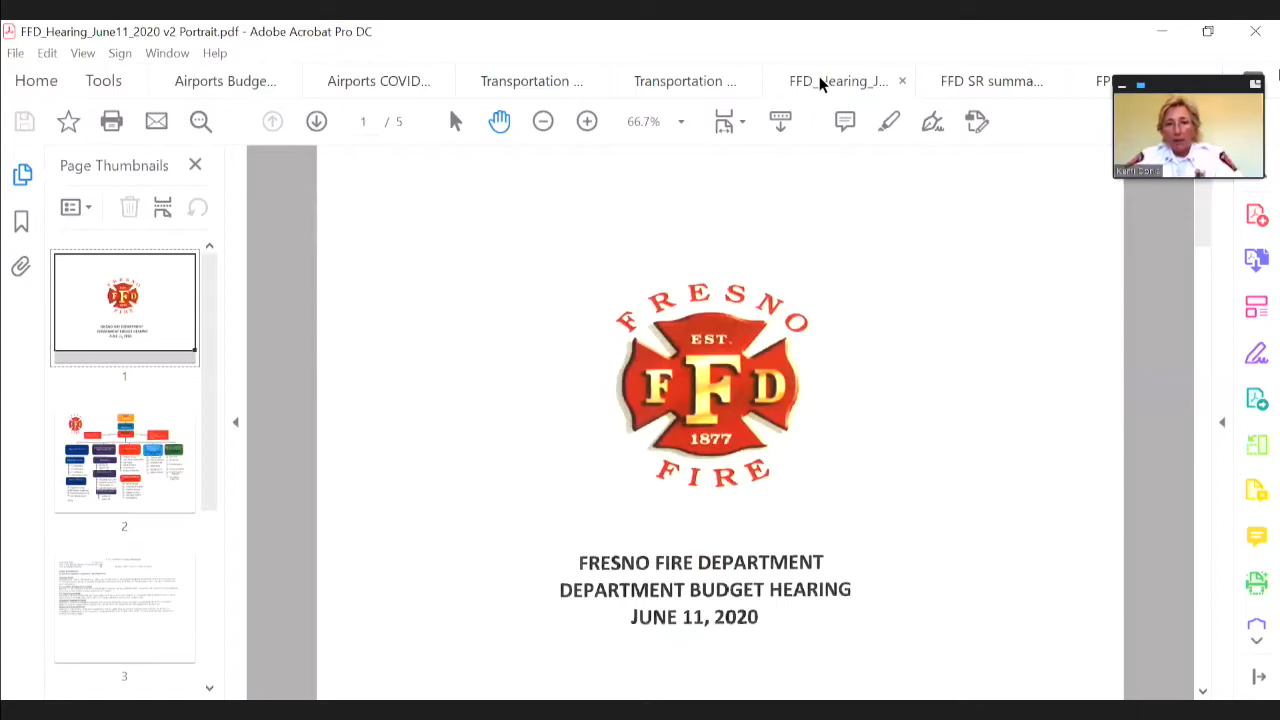 FFD_Hearing_June11_2020 v2 Portrait.pdf - Adobe Acrobat Pro DC
File Edit View Sign Window Help
Home Tools Airports Budge... Airports COVID... Transportation ... Transportation ... FFD_Hearing_J... × FFD SR summa...
1 / 5 66.7%
Page Thumbnails
1
2
3
FRESNO
EST.
FFD
1877
FIRE
FRESNO FIRE DEPARTMENT
DEPARTMENT BUDGET HEARING
JUNE 11, 2020